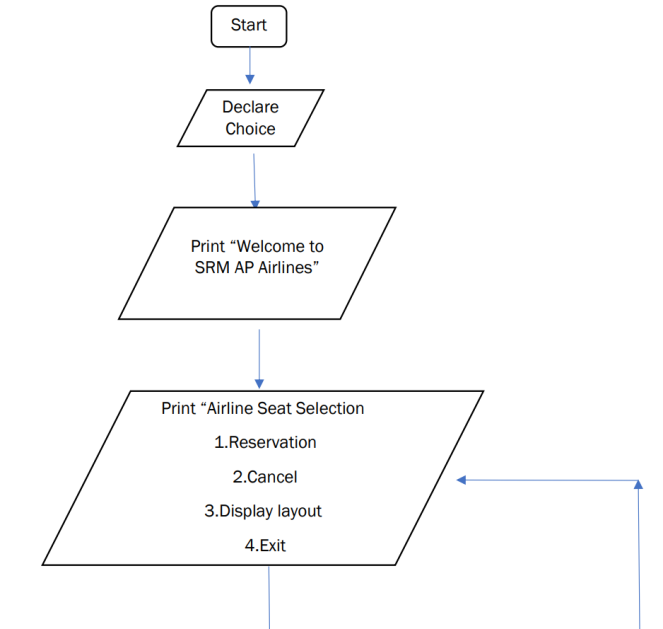 Start
Declare
Choice
Print “Welcome to
SRM AP Airlines”
Print “Airline Seat Selection
1.Reservation
2.Cancel
3.Display layout
4.Exit